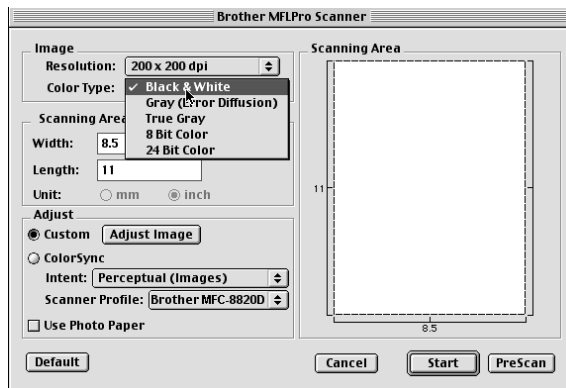 Brother MFLPro Scanner
Image
Resolution: 200 x 200 dpi
Color Type: ✓ Black & White
Gray (Error Diffusion)
True Gray
8 Bit Color
24 Bit Color
Scanning Area
Width: 8.5
Length: 11
Unit: mm inch
Adjust
Custom Adjust Image
ColorSync
Intent: Perceptual (Images)
Scanner Profile: Brother MFC-8820D
Use Photo Paper
Scanning Area
11
8.5
Default Cancel Start PreScan